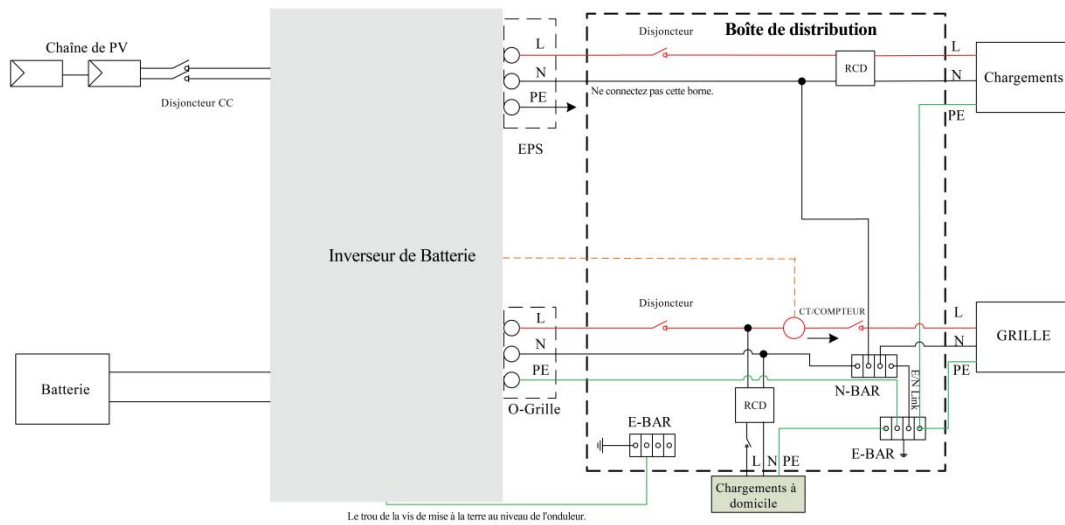 Chaîne de PV
Disjoncteur CC
Batterie
Inverseur de Batterie
L
N
PE
EPS
Disjoncteur
Boîte de distribution
RCD
Ne connectez pas cette borne.
L
N
PE
Chargements
L
N
PE
O-Grille
Disjoncteur
CT/COMPTEUR
L
N
PE
GRILLE
N-BAR
E/N Link
RCD
E-BAR
E-BAR
L N PE
Chargements à
domicile
Le trou de la vis de mise à la terre au niveau de l'onduleur.